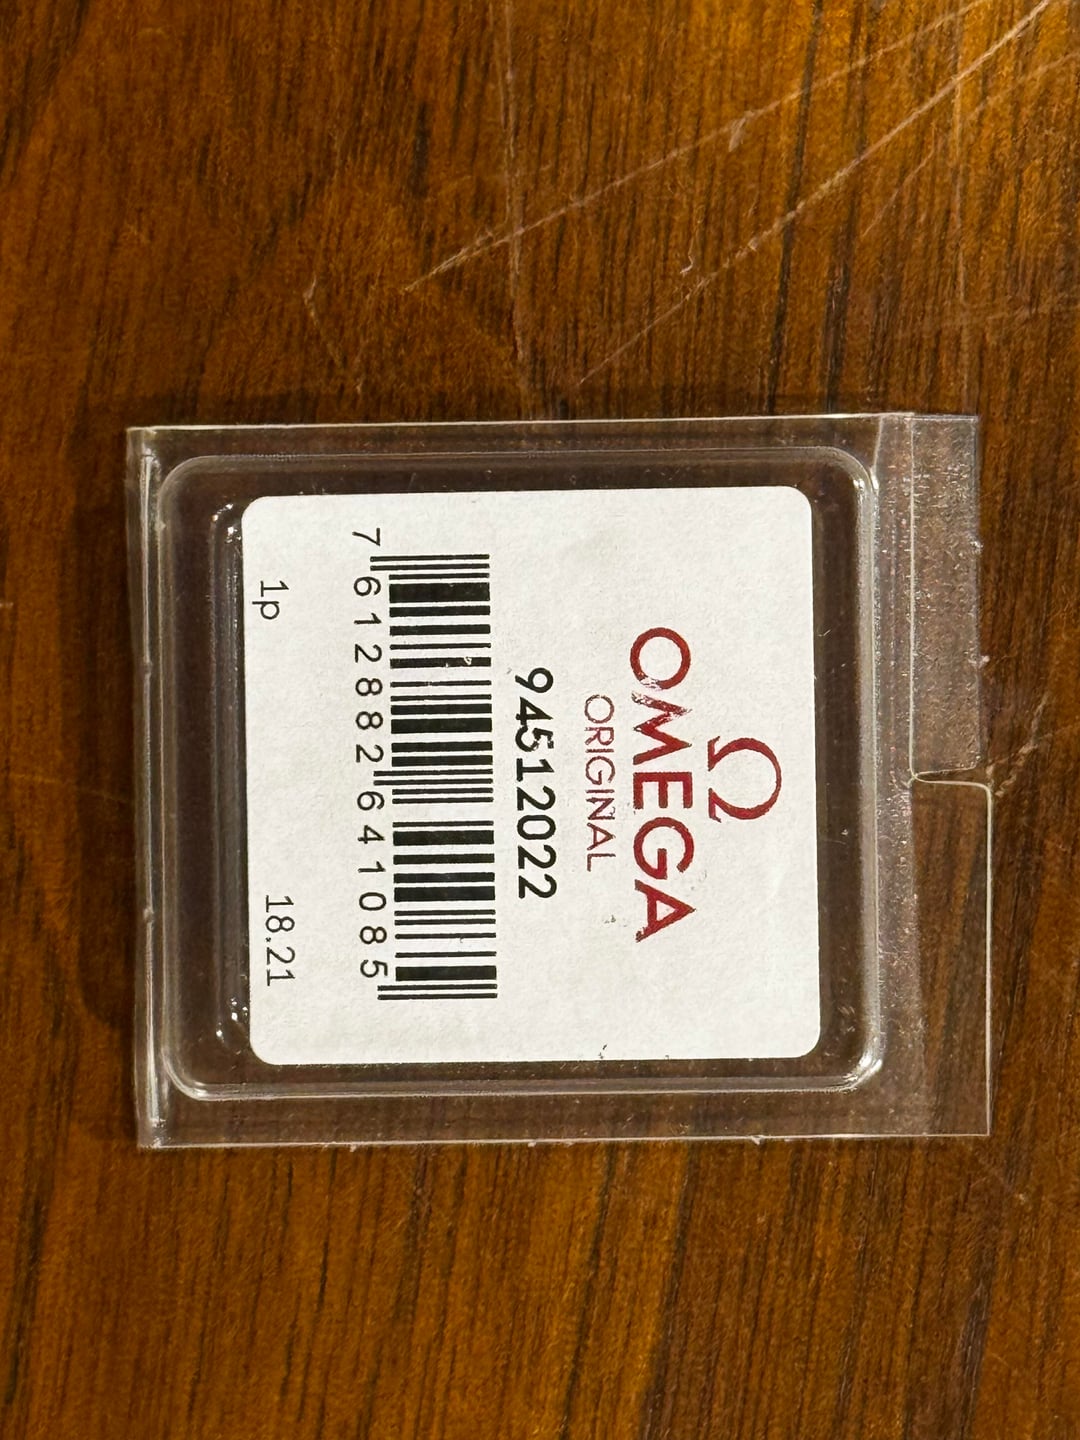 Ω
OMEGA
ORIGINAL
94512022
7 612882 641085
1p 18.21